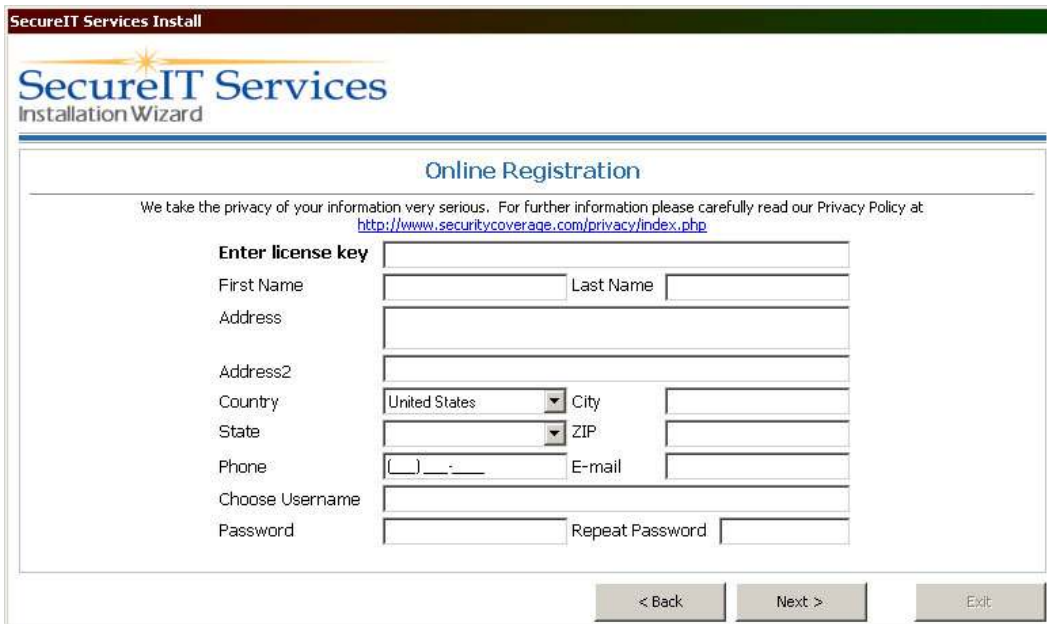 SecureIT Services Install
SecureIT Services
Installation Wizard
Online Registration
We take the privacy of your information very serious. For further information please carefully read our Privacy Policy at
http://www.securitycoverage.com/privacy/index.php
Enter license key
First Name Last Name
Address
Address2
Country United States City
State ZIP
Phone (___) ___-____ E-mail
Choose Username
Password Repeat Password
< Back Next > Exit